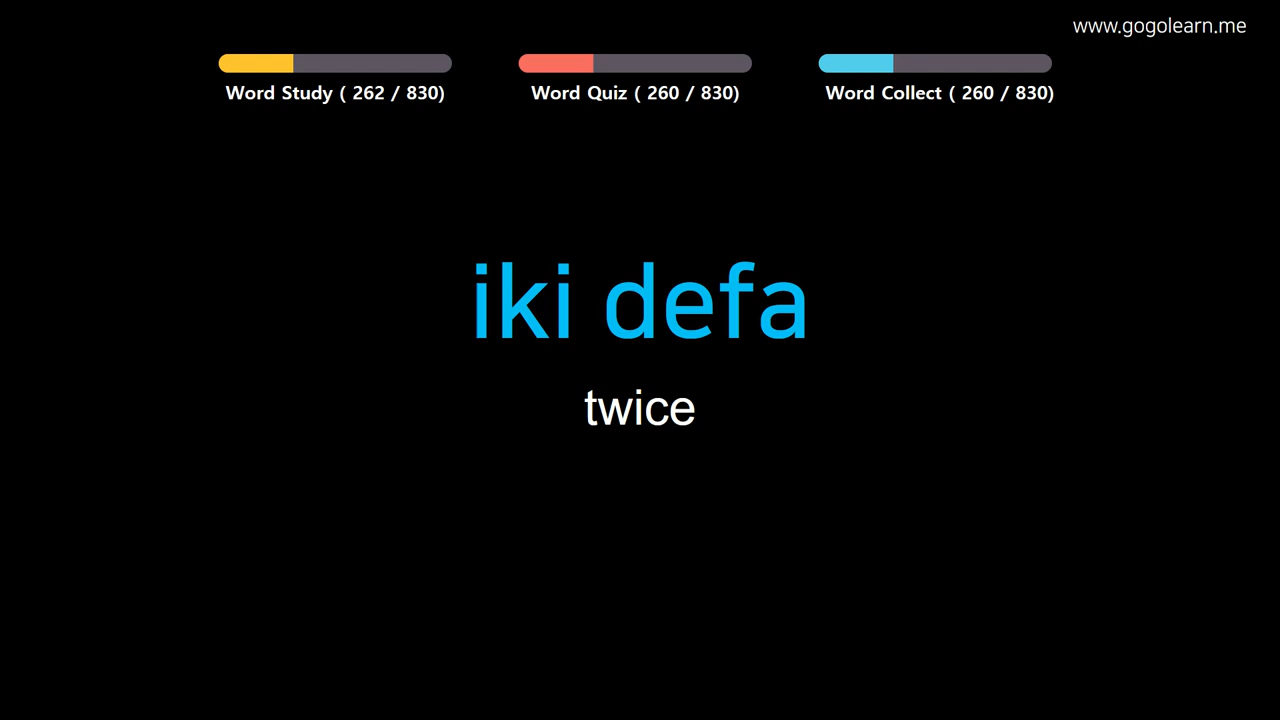 www.gogolearn.me
Word Study ( 262 / 830)
Word Quiz ( 260 / 830)
Word Collect ( 260 / 830)
iki defa
twice